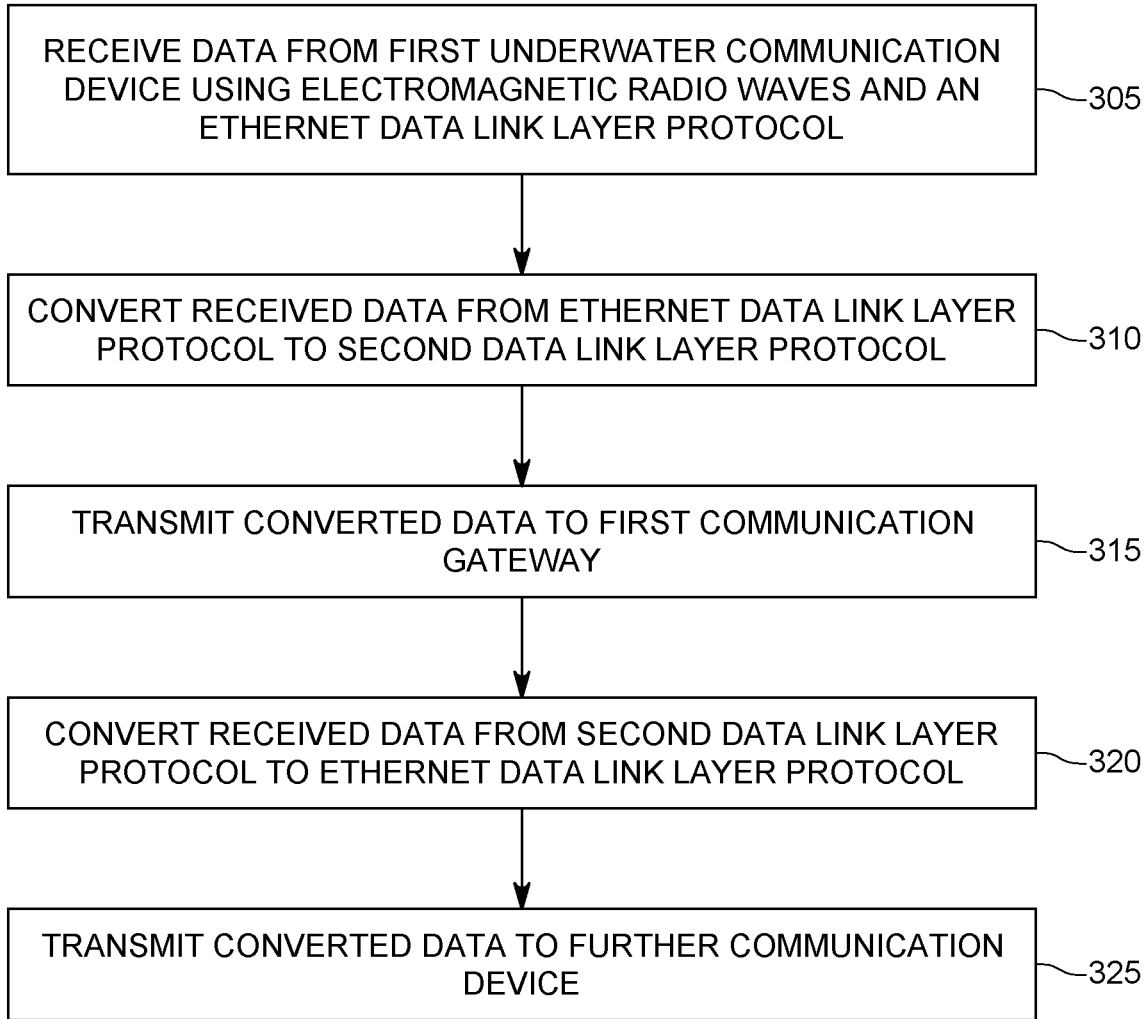 RECEIVE DATA FROM FIRST UNDERWATER COMMUNICATION
DEVICE USING ELECTROMAGNETIC RADIO WAVES AND AN
ETHERNET DATA LINK LAYER PROTOCOL
305
CONVERT RECEIVED DATA FROM ETHERNET DATA LINK LAYER
PROTOCOL TO SECOND DATA LINK LAYER PROTOCOL
310
TRANSMIT CONVERTED DATA TO FIRST COMMUNICATION
GATEWAY
315
CONVERT RECEIVED DATA FROM SECOND DATA LINK LAYER
PROTOCOL TO ETHERNET DATA LINK LAYER PROTOCOL
320
TRANSMIT CONVERTED DATA TO FURTHER COMMUNICATION
DEVICE
325